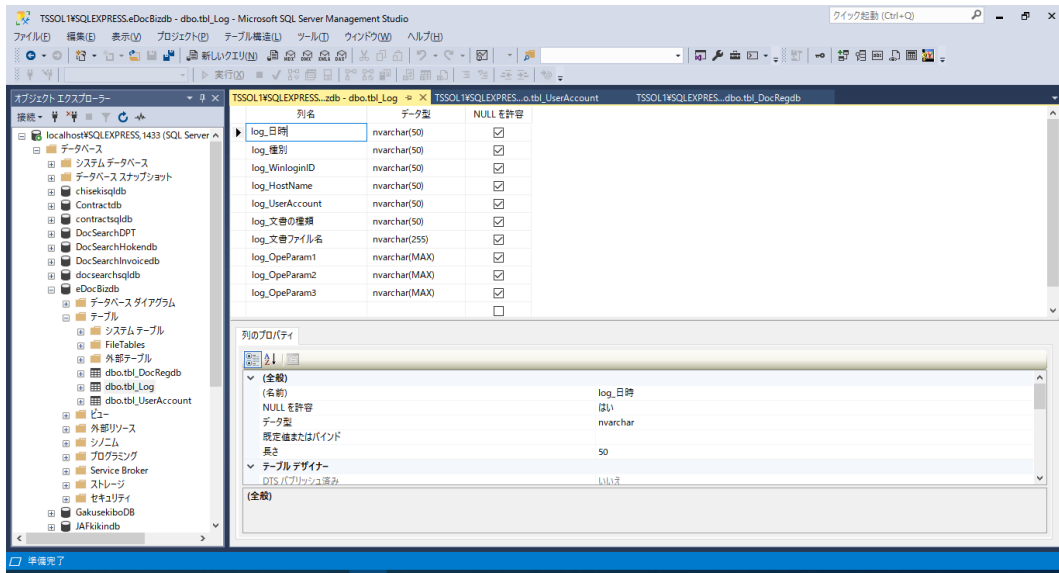 TSSOL1¥SQLEXPRESS.eDocBizdb - dbo.tbl_Log - Microsoft SQL Server Management Studio
クイック起動 (Ctrl+Q)
ファイル(F) 編集(E) 表示(V) プロジェクト(P) テーブル構造(L) ツール(T) ウィンドウ(W) ヘルプ(H)
新しいクエリ(N)
実行(X)
オブジェクト エクスプローラー
接続
localhost¥SQLEXPRESS,1433 (SQL Server
データベース
システム データベース
データベース スナップショット
chisekisqldb
Contractdb
contractsqldb
DocSearchDPT
DocSearchHokendb
DocSearchInvoicedb
docsearchsqldb
eDocBizdb
データベース ダイアグラム
テーブル
システム テーブル
FileTables
外部テーブル
dbo.tbl_DocRegdb
dbo.tbl_Log
dbo.tbl_UserAccount
ビュー
外部リソース
シノニム
プログラミング
Service Broker
ストレージ
セキュリティ
GakusekiboDB
JAFkikindb
TSSOL1¥SQLEXPRESS...zdb - dbo.tbl_Log TSSOL1¥SQLEXPRES...o.tbl_UserAccount TSSOL1¥SQLEXPRES...dbo.tbl_DocRegdb
列名 データ型 NULL を許容
log_日時 nvarchar(50)
log_種別 nvarchar(50)
log_WinloginID nvarchar(50)
log_HostName nvarchar(50)
log_UserAccount nvarchar(50)
log_文書の種類 nvarchar(50)
log_文書ファイル名 nvarchar(255)
log_OpeParam1 nvarchar(MAX)
log_OpeParam2 nvarchar(MAX)
log_OpeParam3 nvarchar(MAX)
列のプロパティ
(全般)
(名前) log_日時
NULL を許容 はい
データ型 nvarchar
既定値またはバインド
長さ 50
テーブル デザイナー
DTS パブリッシュ済み いいえ
(全般)
準備完了